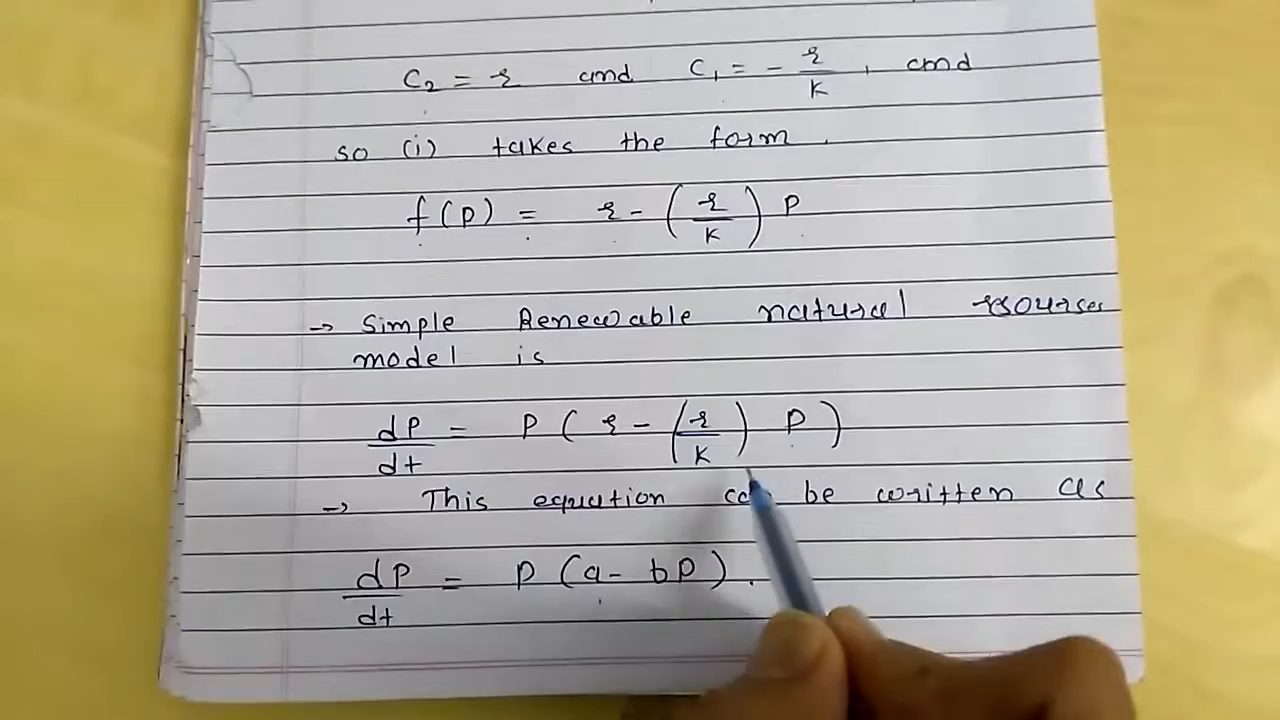 C₂ = r and C₁ = - r/K , and
so (i) takes the form .
f(P) = r - (r/K) P
→ Simple Renewable natural resourses
model is
dP/dt = P ( r - (r/K) P )
→ This equation be written as
dP/dt = P (a - bP) .